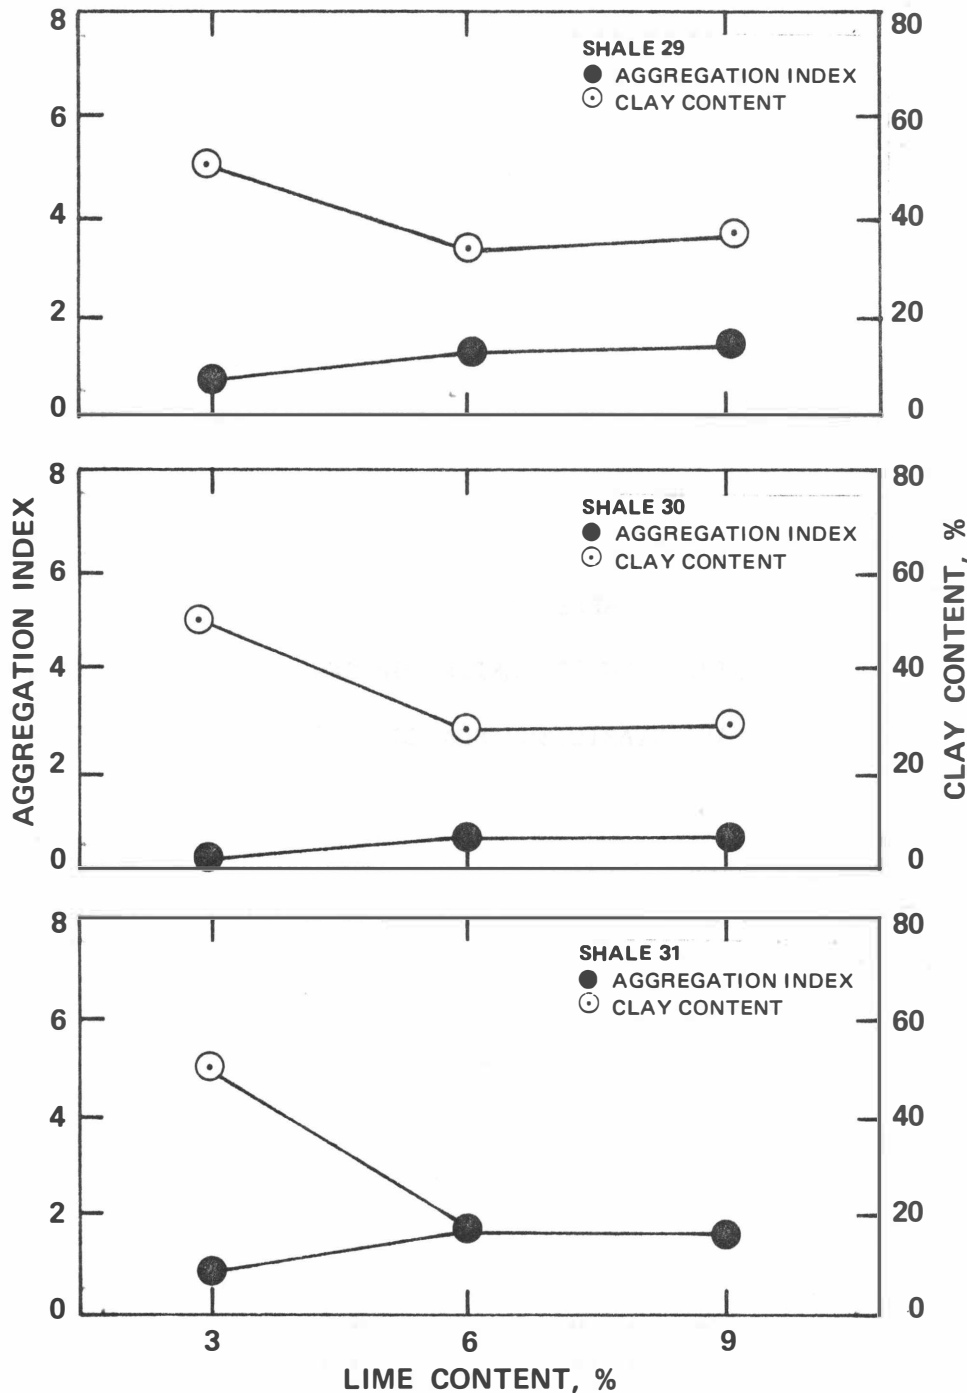 8
80
SHALE 29
AGGREGATION INDEX
CLAY CONTENT
6
60
4
40
2
20
0
0
8
80
SHALE 30
AGGREGATION INDEX
CLAY CONTENT
6
60
4
40
2
20
0
0
AGGREGATION INDEX
CLAY CONTENT, %
8
80
SHALE 31
AGGREGATION INDEX
CLAY CONTENT
6
60
4
40
2
20
0
0
3 6 9
LIME CONTENT, %